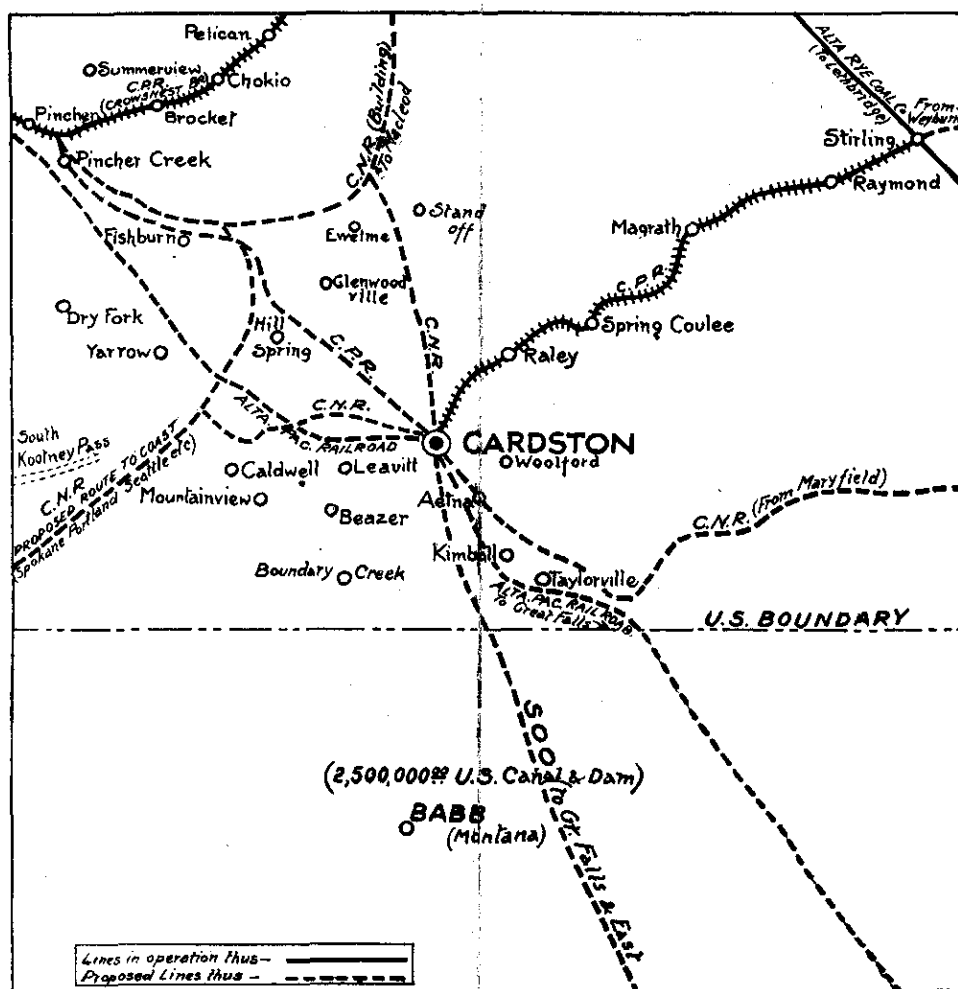 Pelican
Summerview
C.P.R.
(CROWSNEST BR)
Chokio
Pincher
Brocket
Pincher Creek
C.N.R. (Building
To Macleod
ALTA RYE COAL
(To Lethbridge)
From
Weyburn
Stirling
Raymond
Magrath
C.P.R.
Spring Coulee
Raley
Stand
off
Ewelme
Fishburn
Glenwood
ville
Dry Fork
Hill
Spring
Yarrow
C.P.R.
C.N.R.
C.N.R.
ALTA. PAC. RAILROAD
South
Kootney Pass
CARDSTON
Woolford
Caldwell
Leavitt
Mountainview
Aetna
Beazer
C.N.R.
PROPOSED ROUTE TO COAST
(Spokane Portland Seattle etc)
C.N.R. (From Maryfield)
Kimball
Boundary Creek
Taylorville
ALTA. PAC. RAILROAD
To Great Falls
U.S. BOUNDARY
SOO (To Gr. Falls & East
(2,500,000.00 U.S. Canal & Dam)
BABB
(Montana)
Lines in operation thus –
Proposed Lines thus –